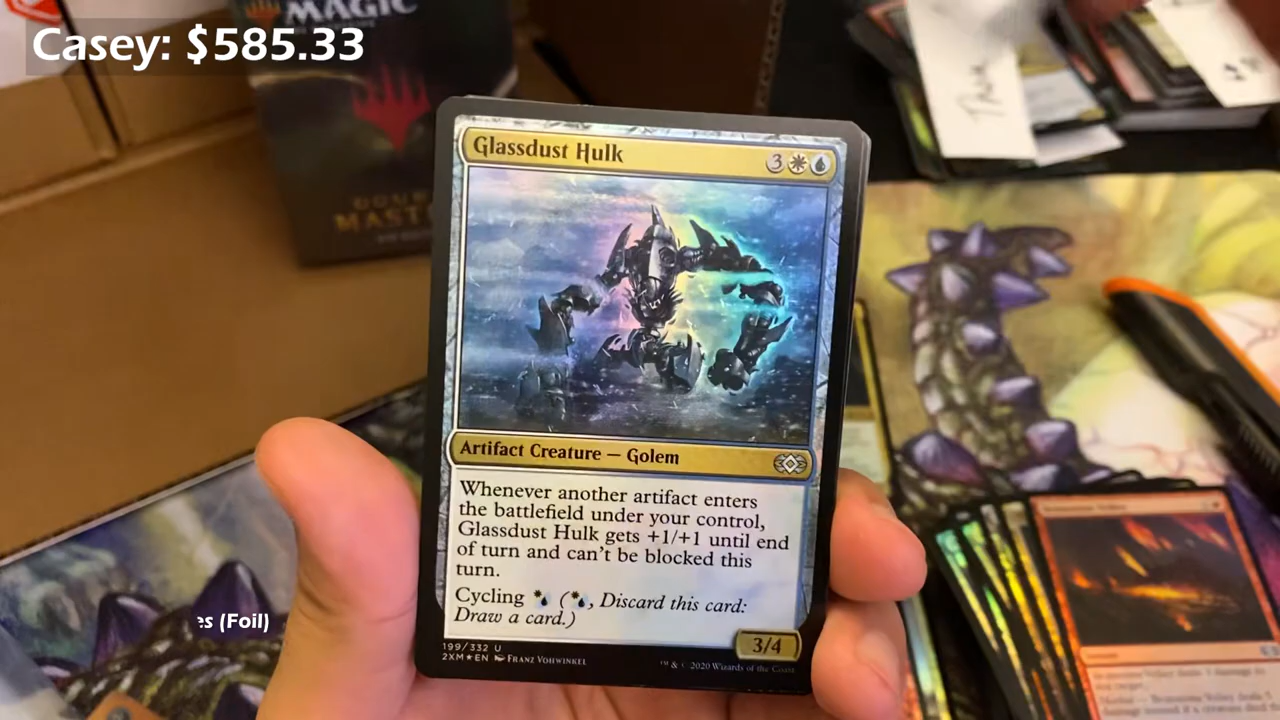 MAGIC
Casey: $585.33
MAST
Glassdust Hulk
3
Artifact Creature — Golem
Whenever another artifact enters
the battlefield under your control,
Glassdust Hulk gets +1/+1 until end
of turn and can't be blocked this
turn.
Cycling ( , Discard this card:
Draw a card.)
3/4
199/332 U
2XM★EN Franz Vohwinkel
™ & © 2020 Wizards of the Coast
es (Foil)